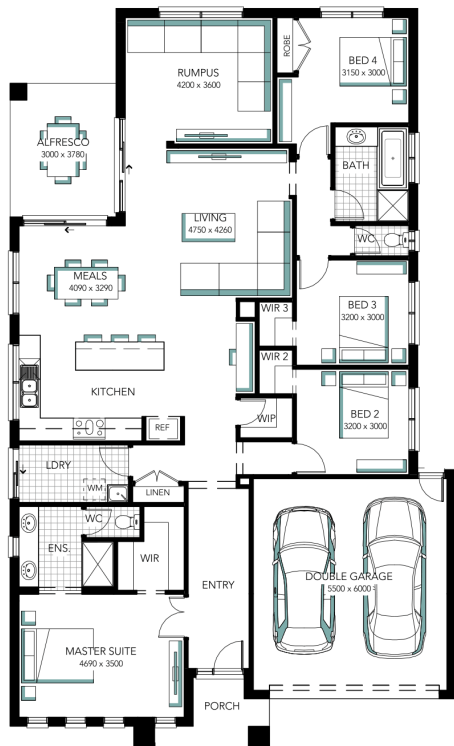 ROBE
BED 4
3150 x 3000
RUMPUS
4200 x 3600
ALFRESCO
3000 x 3780
BATH
LIVING
4750 x 4260
WC
MEALS
4090 x 3290
WIR 3
BED 3
3200 x 3000
WIR 2
KITCHEN
BED 2
3200 x 3000
WIP
REF
LDRY
WM
LINEN
WC
ENS.
WIR
ENTRY
DOUBLE GARAGE
5500 x 6000
MASTER SUITE
4690 x 3500
PORCH